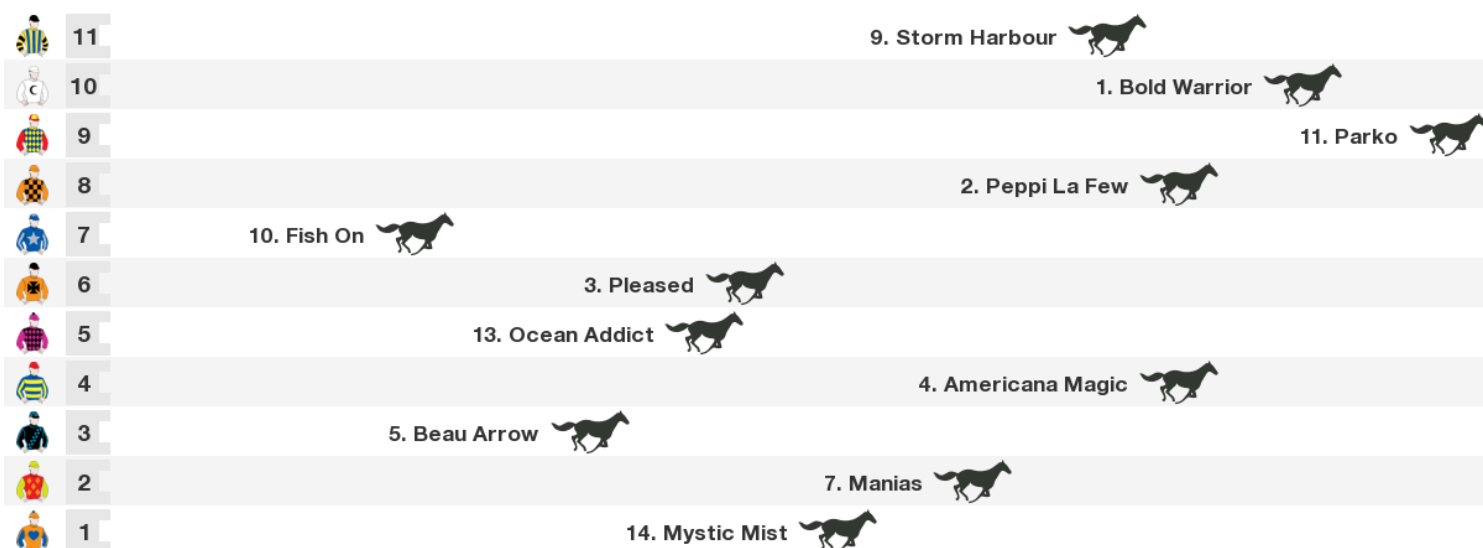 11 9. Storm Harbour
10 1. Bold Warrior
9 11. Parko
8 2. Peppi La Few
7 10. Fish On
6 3. Pleased
5 13. Ocean Addict
4 4. Americana Magic
3 5. Beau Arrow
2 7. Manias
1 14. Mystic Mist